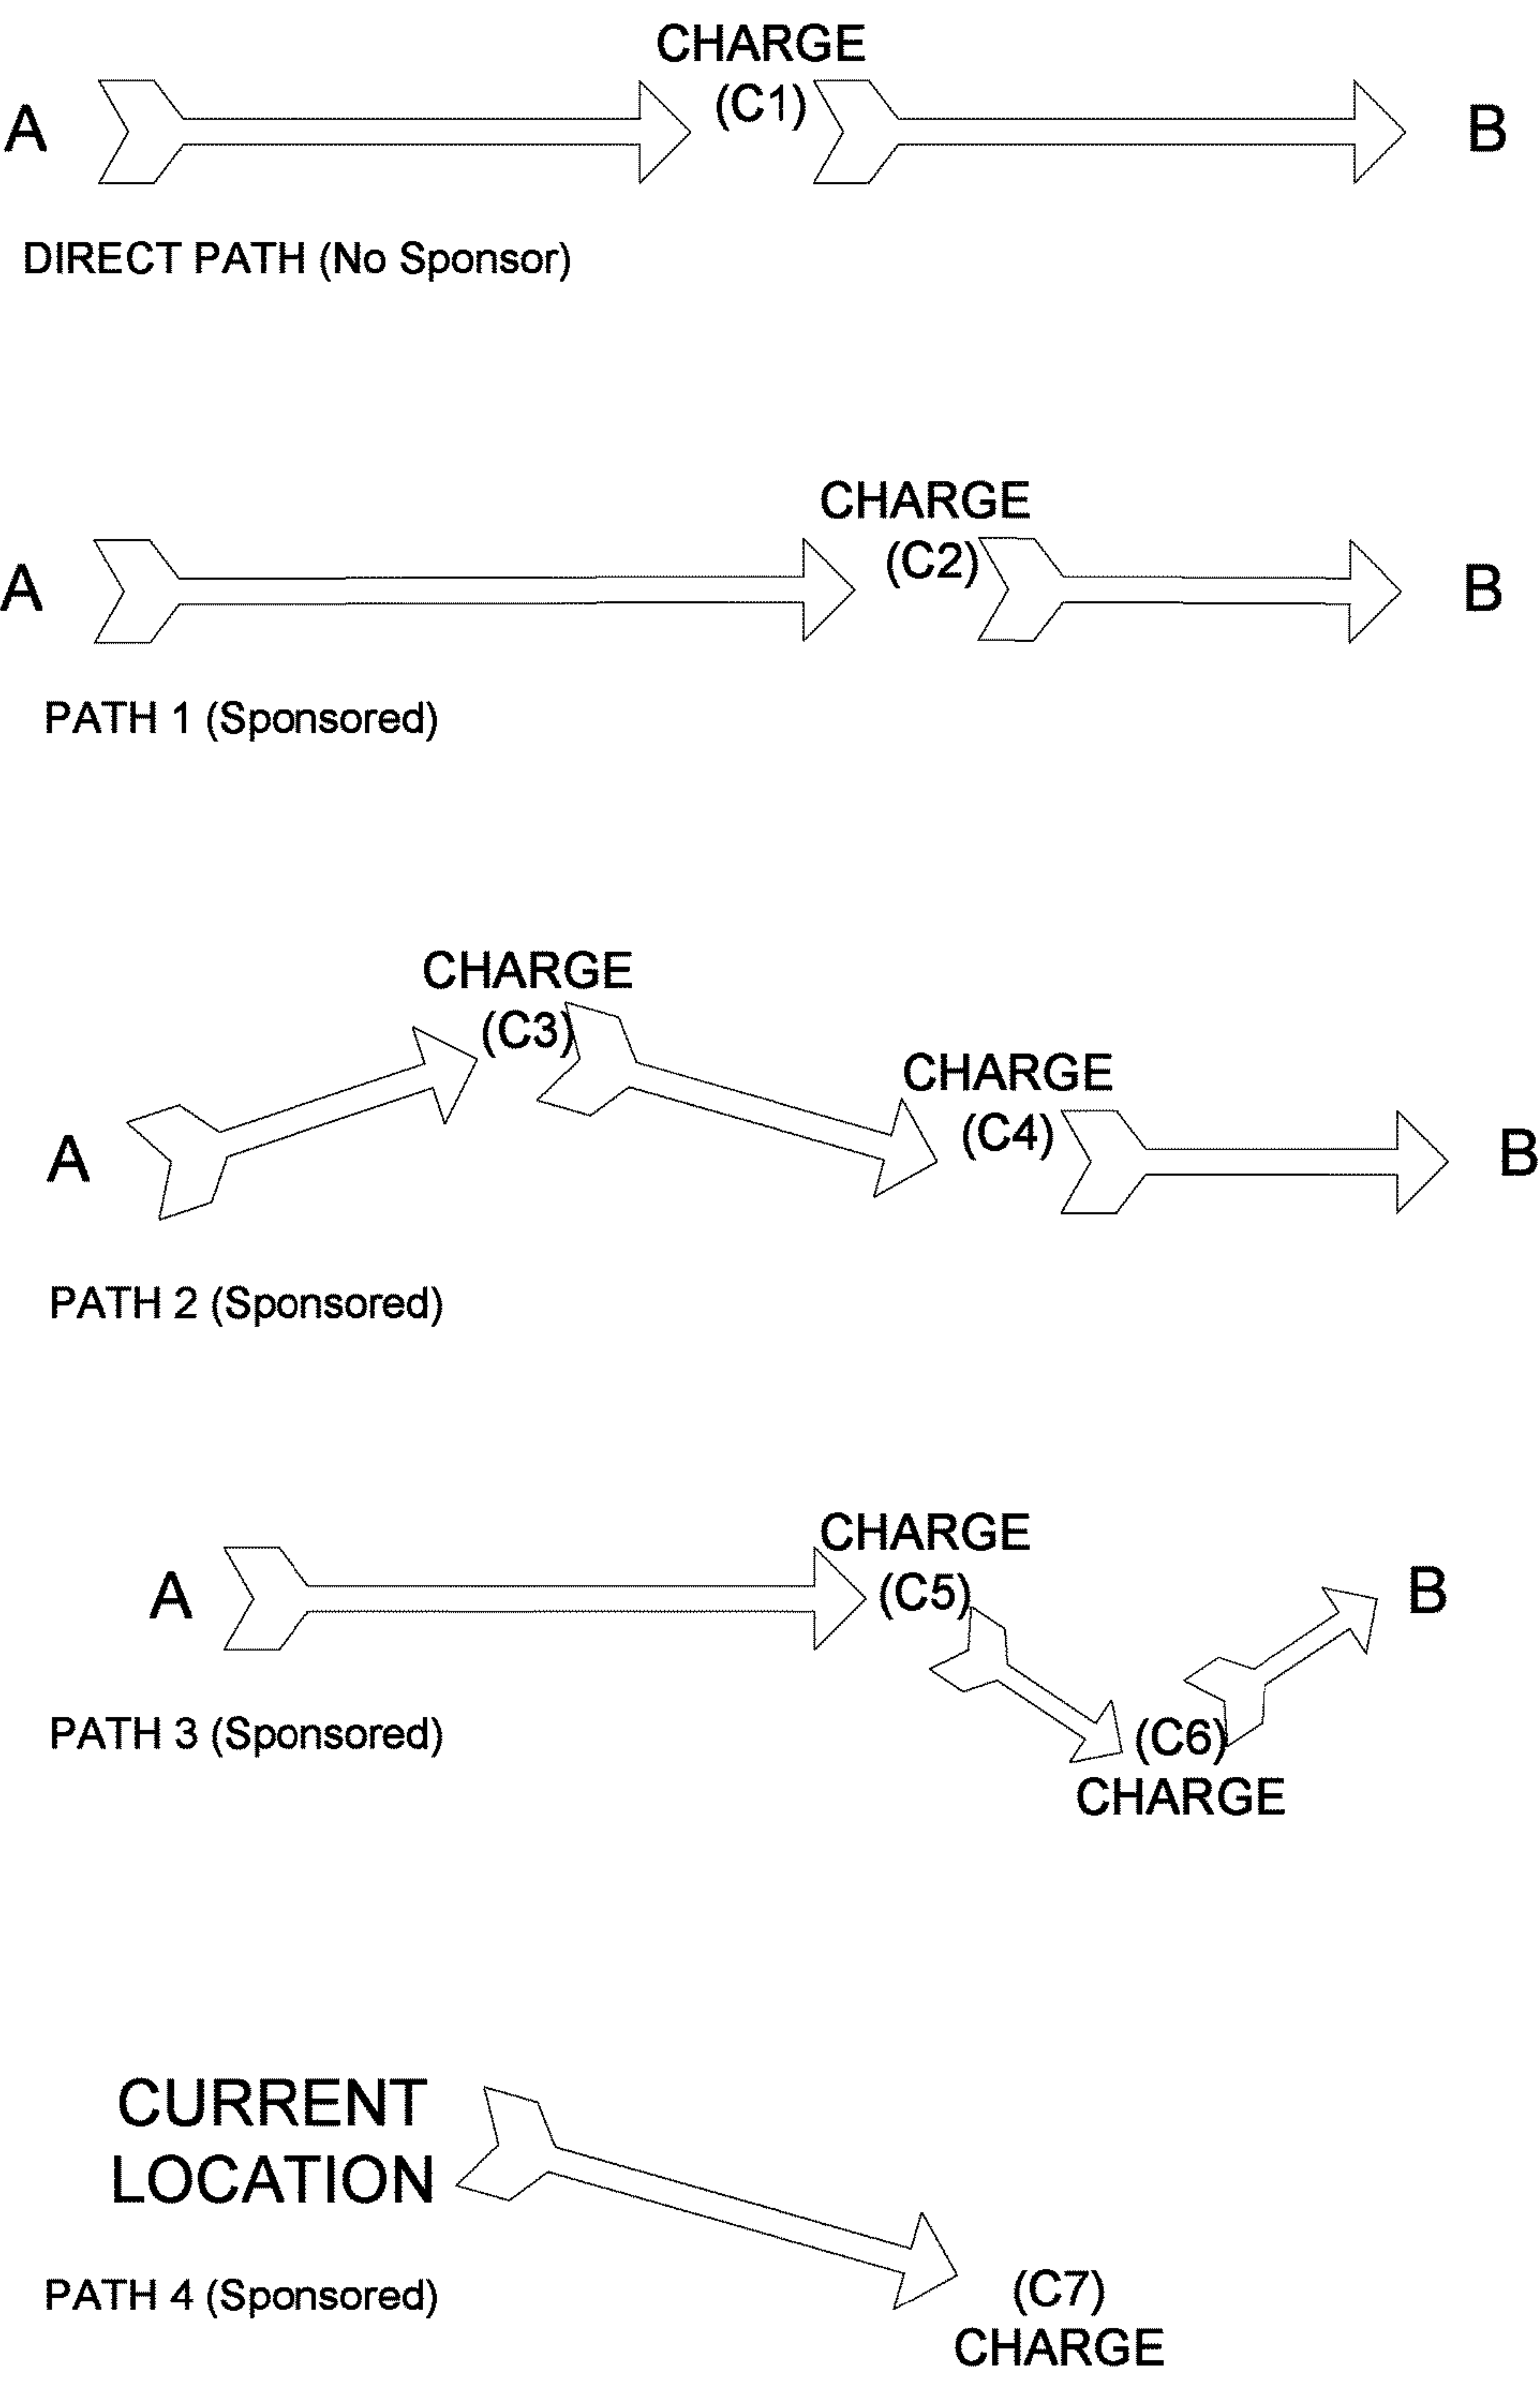 CHARGE
(C1)
A
B
DIRECT PATH (No Sponsor)
CHARGE
(C2)
A
B
PATH 1 (Sponsored)
CHARGE
(C3)
CHARGE
(C4)
A
B
PATH 2 (Sponsored)
CHARGE
(C5)
A
B
PATH 3 (Sponsored)
(C6)
CHARGE
CURRENT
LOCATION
PATH 4 (Sponsored)
(C7)
CHARGE